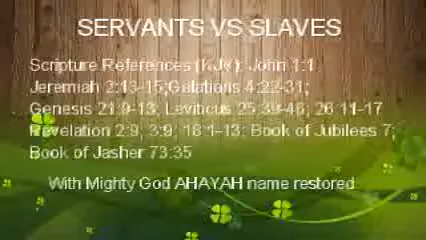 SERVANTS VS SLAVES
Scripture References (KJV): John 1:1
Jeremiah 2:13-15;Galatians 4:22-31;
Genesis 21:9-13; Leviticus 25:39-46; 26:11-17
Revelation 2:9, 3:9; 18:1-13; Book of Jubilees 7;
Book of Jasher 73:35
With Mighty God AHAYAH name restored